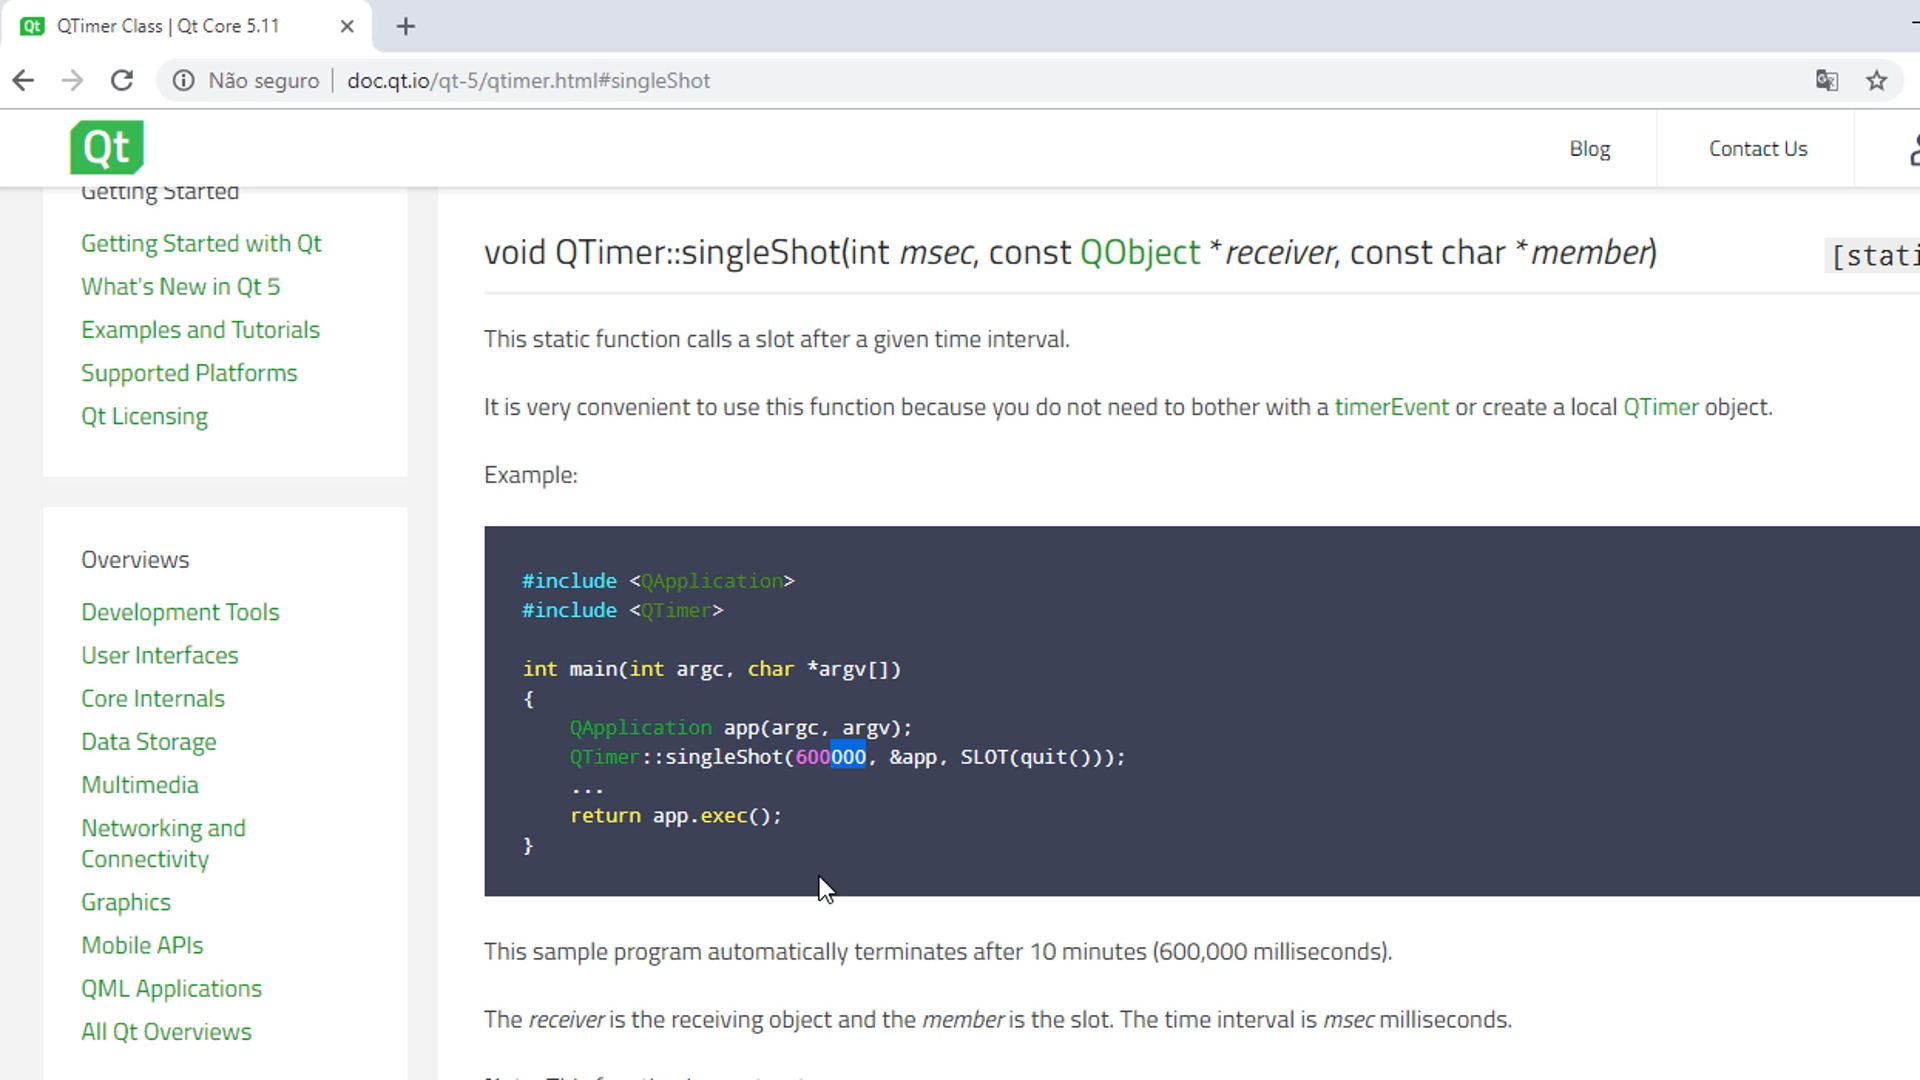 Qt QTimer Class | Qt Core 5.11
Não seguro doc.qt.io/qt-5/qtimer.html#singleShot
Qt
Blog
Contact Us
Getting Started
Getting Started with Qt
What's New in Qt 5
Examples and Tutorials
Supported Platforms
Qt Licensing
Overviews
Development Tools
User Interfaces
Core Internals
Data Storage
Multimedia
Networking and
Connectivity
Graphics
Mobile APIs
QML Applications
All Qt Overviews
void QTimer::singleShot(int msec, const QObject *receiver, const char *member)
[stati
This static function calls a slot after a given time interval.
It is very convenient to use this function because you do not need to bother with a timerEvent or create a local QTimer object.
Example:
#include <QApplication>
#include <QTimer>
int main(int argc, char *argv[])
{
QApplication app(argc, argv);
QTimer::singleShot(600000, &app, SLOT(quit()));
...
return app.exec();
}
This sample program automatically terminates after 10 minutes (600,000 milliseconds).
The receiver is the receiving object and the member is the slot. The time interval is msec milliseconds.